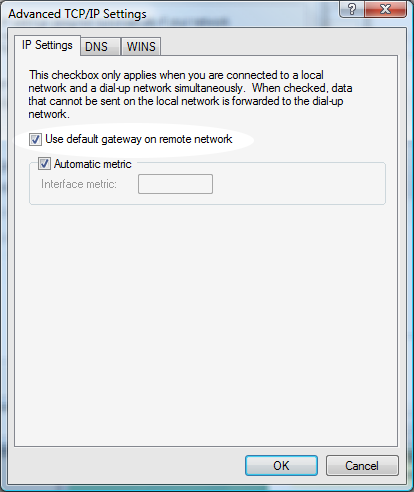 Advanced TCP/IP Settings
?
X
IP Settings DNS WINS
This checkbox only applies when you are connected to a local
network and a dial-up network simultaneously. When checked, data
that cannot be sent on the local network is forwarded to the dial-up
network.
Use default gateway on remote network
Automatic metric
Interface metric:
OK Cancel